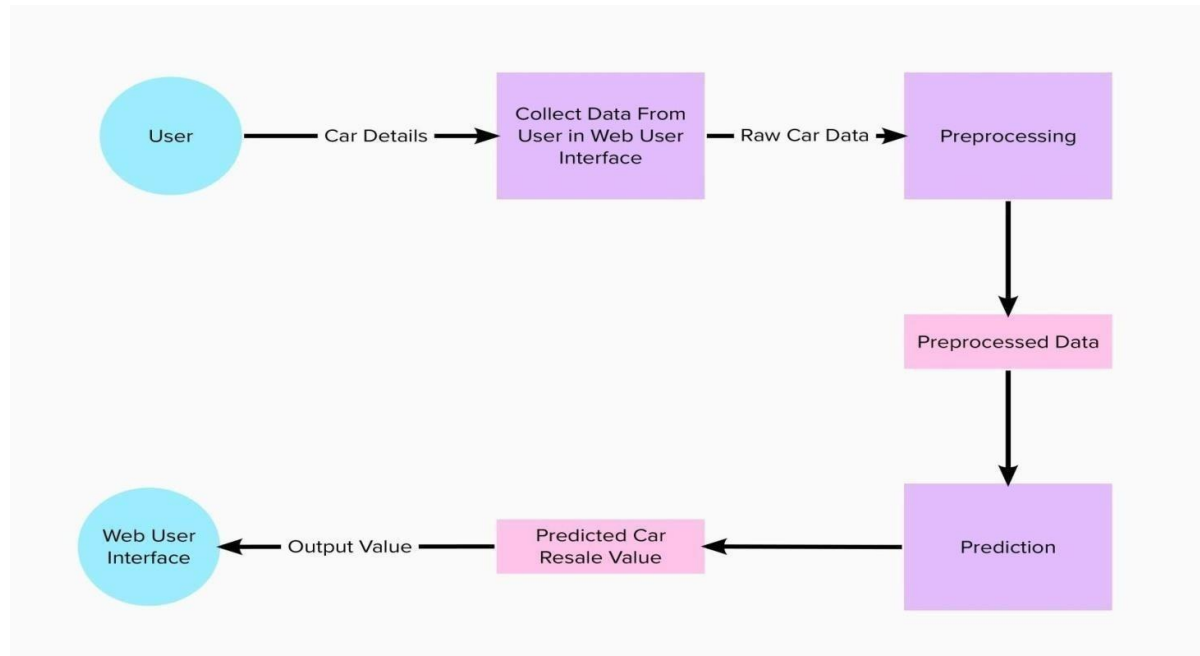 User
Car Details
Collect Data From
User in Web User
Interface
Raw Car Data
Preprocessing
Preprocessed Data
Prediction
Predicted Car
Resale Value
Output Value
Web User
Interface